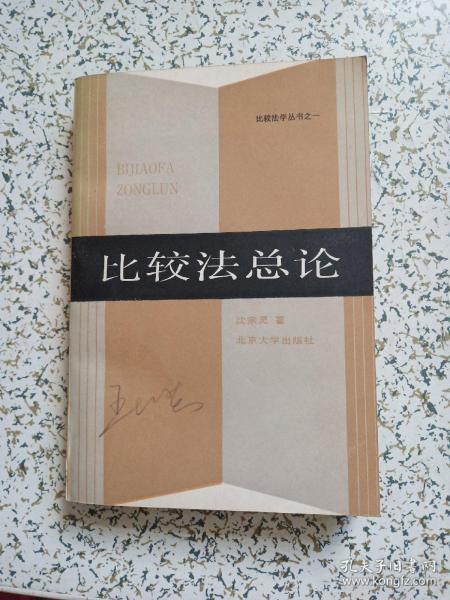 比较法学丛书之一
BIJIAOFA
ZONGLUN
比较法总论
沈宗灵 著
北京大学出版社
孔夫子旧书网
www.kongfz.com